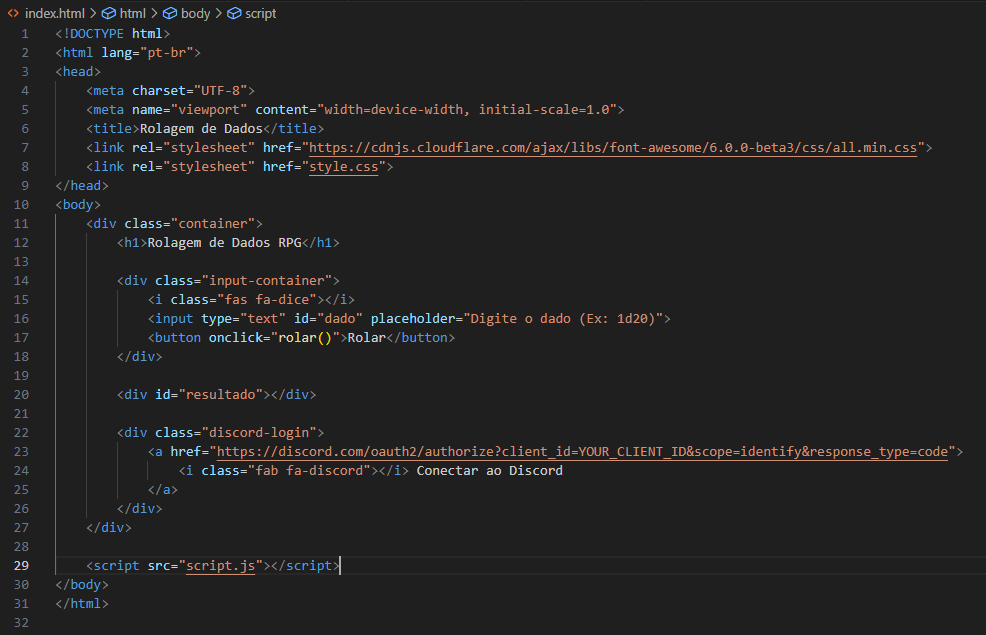 index.html > html > body > script
1 <!DOCTYPE html>
2 <html lang="pt-br">
3 <head>
4 <meta charset="UTF-8">
5 <meta name="viewport" content="width=device-width, initial-scale=1.0">
6 <title>Rolagem de Dados</title>
7 <link rel="stylesheet" href="https://cdnjs.cloudflare.com/ajax/libs/font-awesome/6.0.0-beta3/css/all.min.css">
8 <link rel="stylesheet" href="style.css">
9 </head>
10 <body>
11 <div class="container">
12 <h1>Rolagem de Dados RPG</h1>
13
14 <div class="input-container">
15 <i class="fas fa-dice"></i>
16 <input type="text" id="dado" placeholder="Digite o dado (Ex: 1d20)">
17 <button onclick="rolar()">Rolar</button>
18 </div>
19
20 <div id="resultado"></div>
21
22 <div class="discord-login">
23 <a href="https://discord.com/oauth2/authorize?client_id=YOUR_CLIENT_ID&scope=identify&response_type=code">
24 <i class="fab fa-discord"></i> Conectar ao Discord
25 </a>
26 </div>
27 </div>
28
29 <script src="script.js"></script>
30 </body>
31 </html>
32